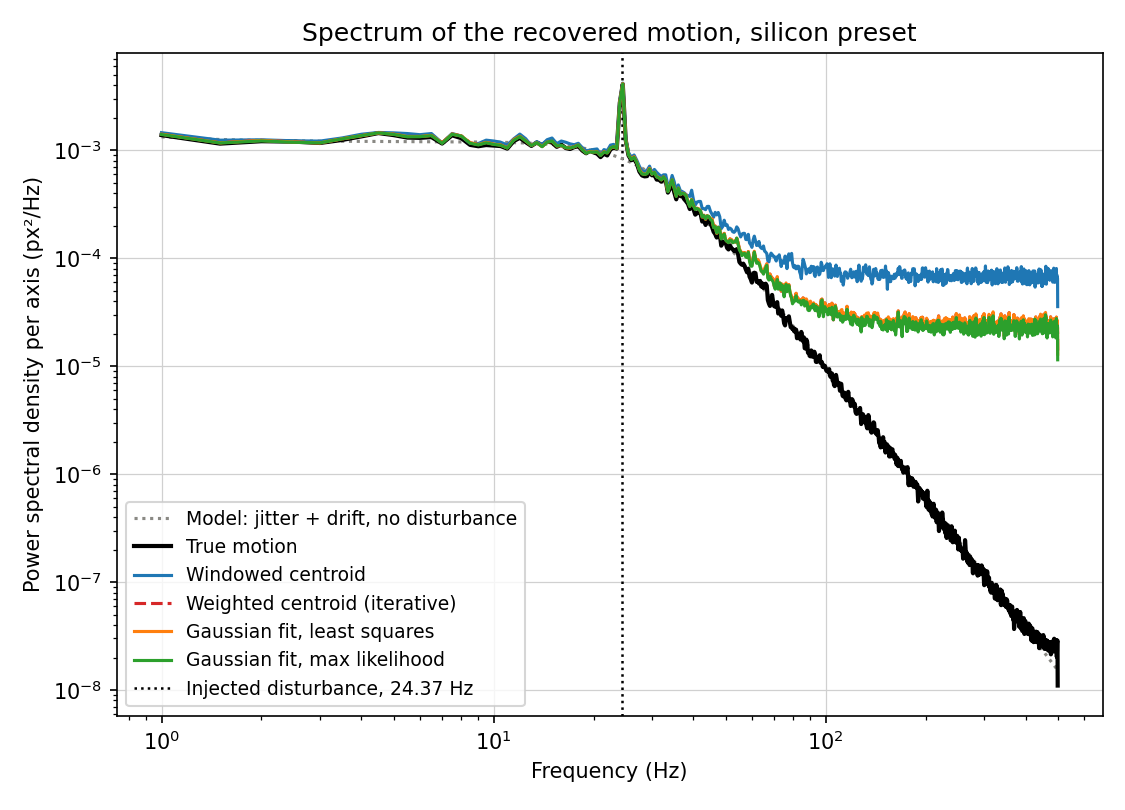 Spectrum of the recovered motion, silicon preset
Power spectral density per axis (px²/Hz)
10⁻³
10⁻⁴
10⁻⁵
10⁻⁶
10⁻⁷
10⁻⁸
Model: jitter + drift, no disturbance
True motion
Windowed centroid
Weighted centroid (iterative)
Gaussian fit, least squares
Gaussian fit, max likelihood
Injected disturbance, 24.37 Hz
10⁰ 10¹ 10²
Frequency (Hz)